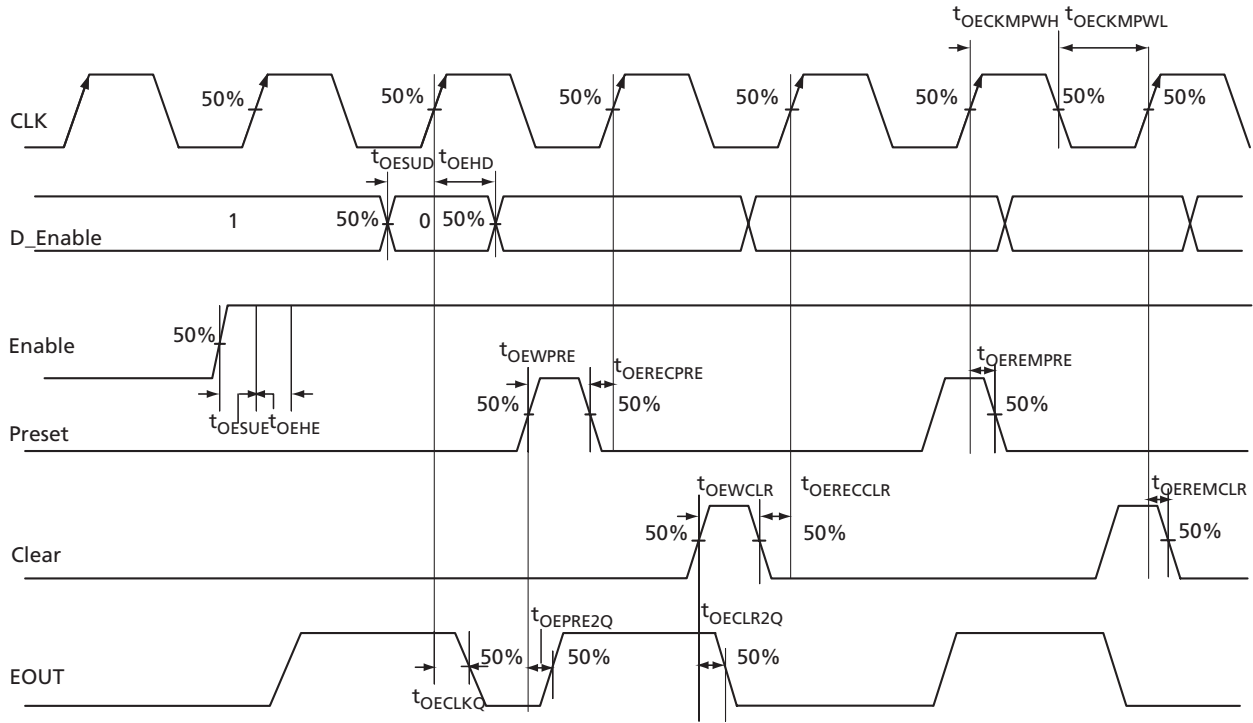 tOECKMPWH tOECKMPWL
CLK 50% 50% 50% 50% 50% 50% 50%
tOESUD tOEHD
D_Enable 1 50% 0 50%
Enable 50%
tOESUE tOEHE
tOEWPRE tOERECPRE tOEREMPRE
Preset 50% 50% 50%
tOEWCLR tOERECCLR tOEREMCLR
Clear 50% 50% 50%
tOEPRE2Q tOECLR2Q
EOUT 50% 50% 50%
tOECLKQ